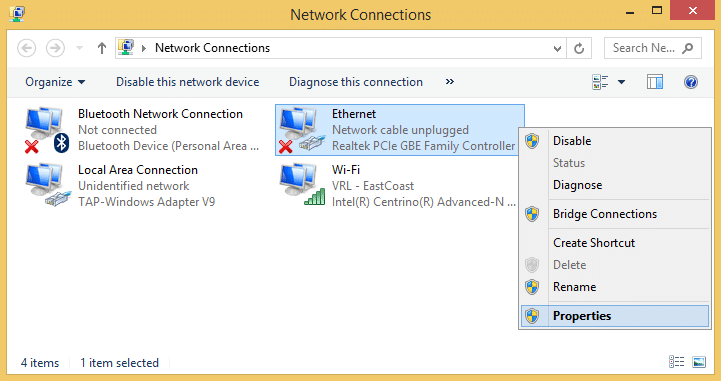 Network Connections
Network Connections
Search Ne...
Organize
Disable this network device
Diagnose this connection
»
Bluetooth Network Connection
Not connected
Bluetooth Device (Personal Area ...
Ethernet
Network cable unplugged
Realtek PCIe GBE Family Controller
Local Area Connection
Unidentified network
TAP-Windows Adapter V9
Wi-Fi
VRL - EastCoast
Intel(R) Centrino(R) Advanced-N ...
Disable
Status
Diagnose
Bridge Connections
Create Shortcut
Delete
Rename
Properties
4 items
1 item selected